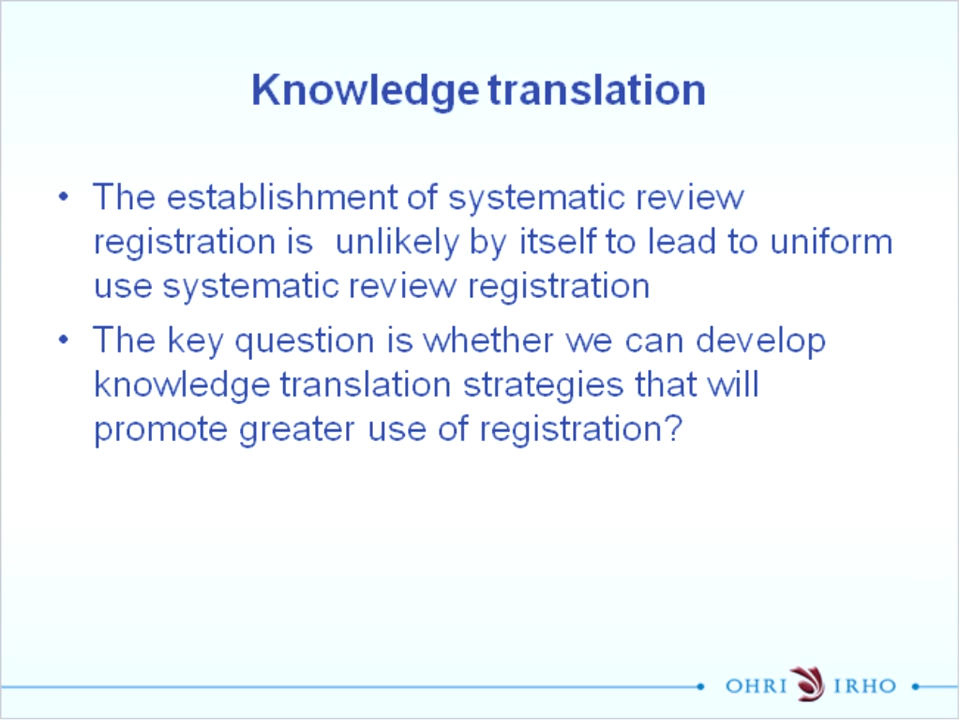 Knowledge translation
• The establishment of systematic review
registration is  unlikely by itself to lead to uniform
use systematic review registration
• The key question is whether we can develop
knowledge translation strategies that will
promote greater use of registration?
OHRI IRHO